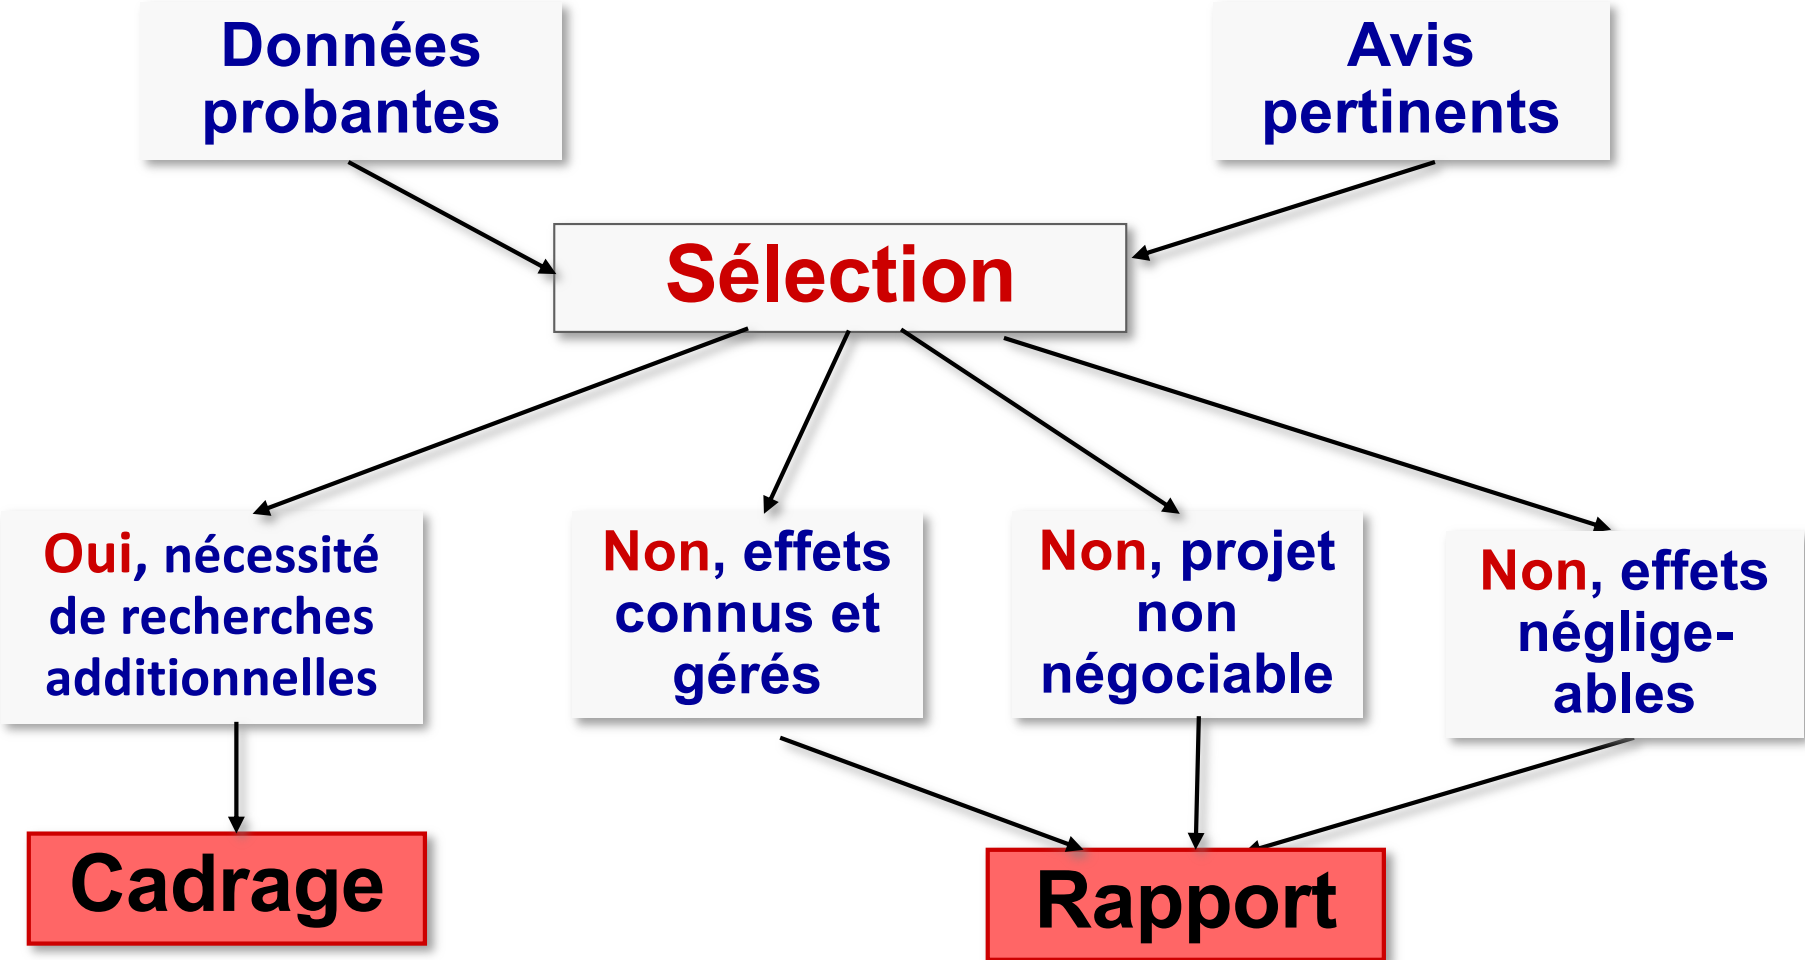 Données
probantes
Avis
pertinents
Sélection
Oui, nécessité
de recherches
additionnelles
Non, effets
connus et
gérés
Non, projet
non
négociable
Non, effets
néglige-
ables
Cadrage
Rapport